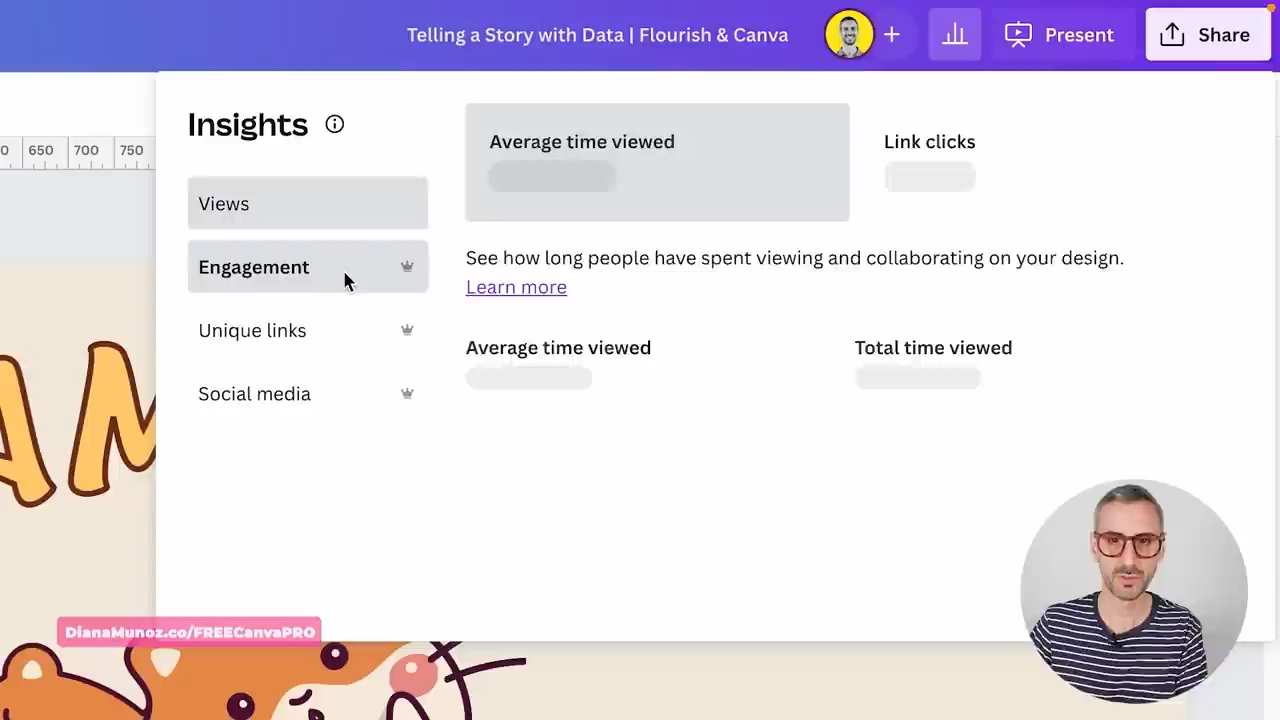 Telling a Story with Data | Flourish & Canva
+
Present
Share
Insights
Average time viewed
Link clicks
650
700
750
Views
Engagement
See how long people have spent viewing and collaborating on your design.
Learn more
Unique links
Average time viewed
Total time viewed
Social media
AM
DianaMunoz.co/FREECanvaPRO